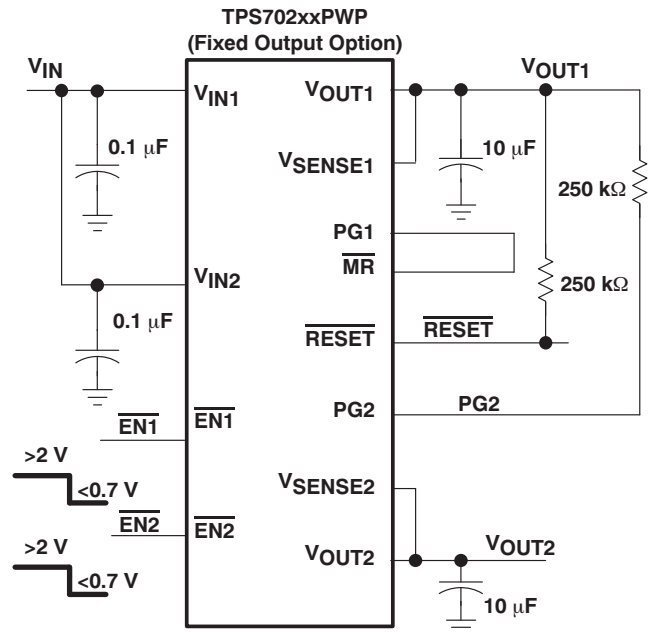 TPS702xxPWP
(Fixed Output Option)
VIN
VIN1
VOUT1
VOUT1
0.1 μF
10 μF
VSENSE1
250 kΩ
PG1
MR
VIN2
250 kΩ
0.1 μF
RESET
RESET
PG2
PG2
EN1
EN1
>2 V
<0.7 V
VSENSE2
EN2
EN2
>2 V
VOUT2
VOUT2
<0.7 V
10 μF